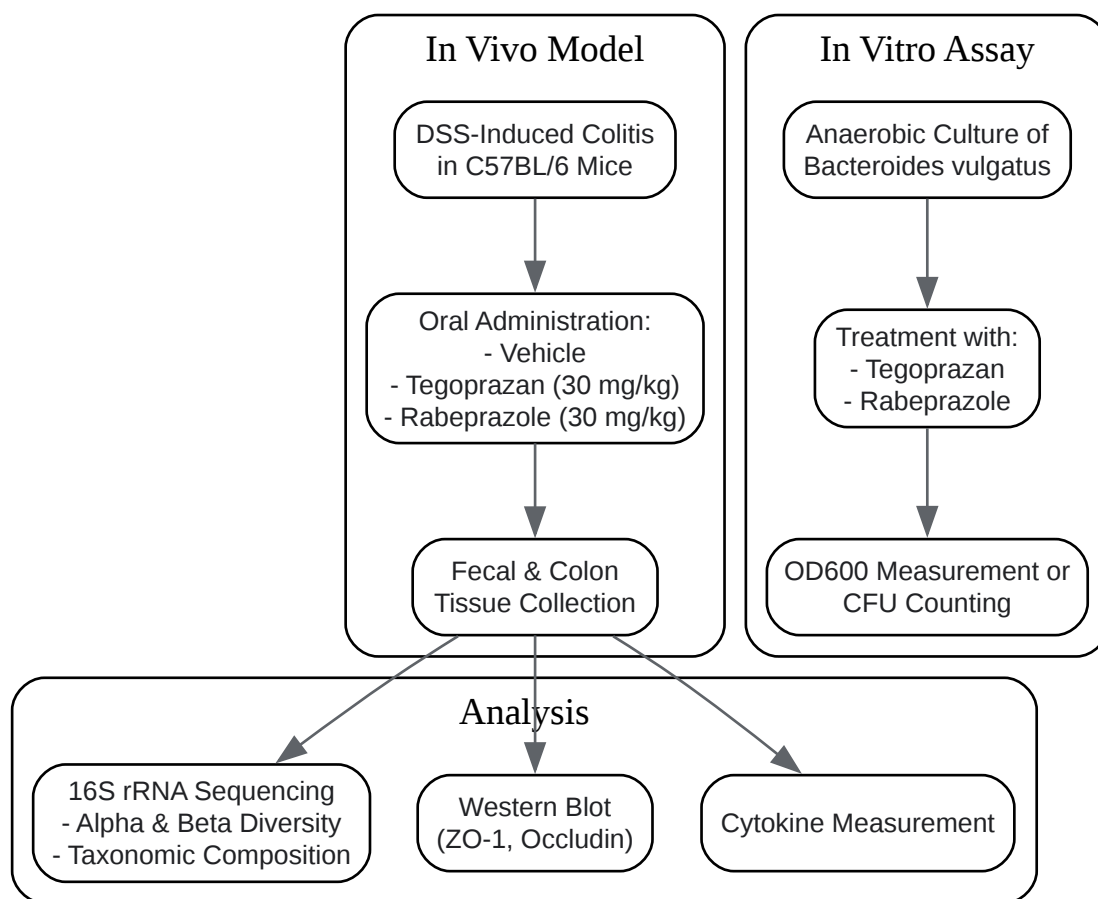 In Vivo Model
DSS-Induced Colitis
in C57BL/6 Mice
Oral Administration:
- Vehicle
- Tegoprazan (30 mg/kg)
- Rabeprazole (30 mg/kg)
Fecal & Colon
Tissue Collection
In Vitro Assay
Anaerobic Culture of
Bacteroides vulgatus
Treatment with:
- Tegoprazan
- Rabeprazole
OD600 Measurement or
CFU Counting
Analysis
16S rRNA Sequencing
- Alpha & Beta Diversity
- Taxonomic Composition
Western Blot
(ZO-1, Occludin)
Cytokine Measurement